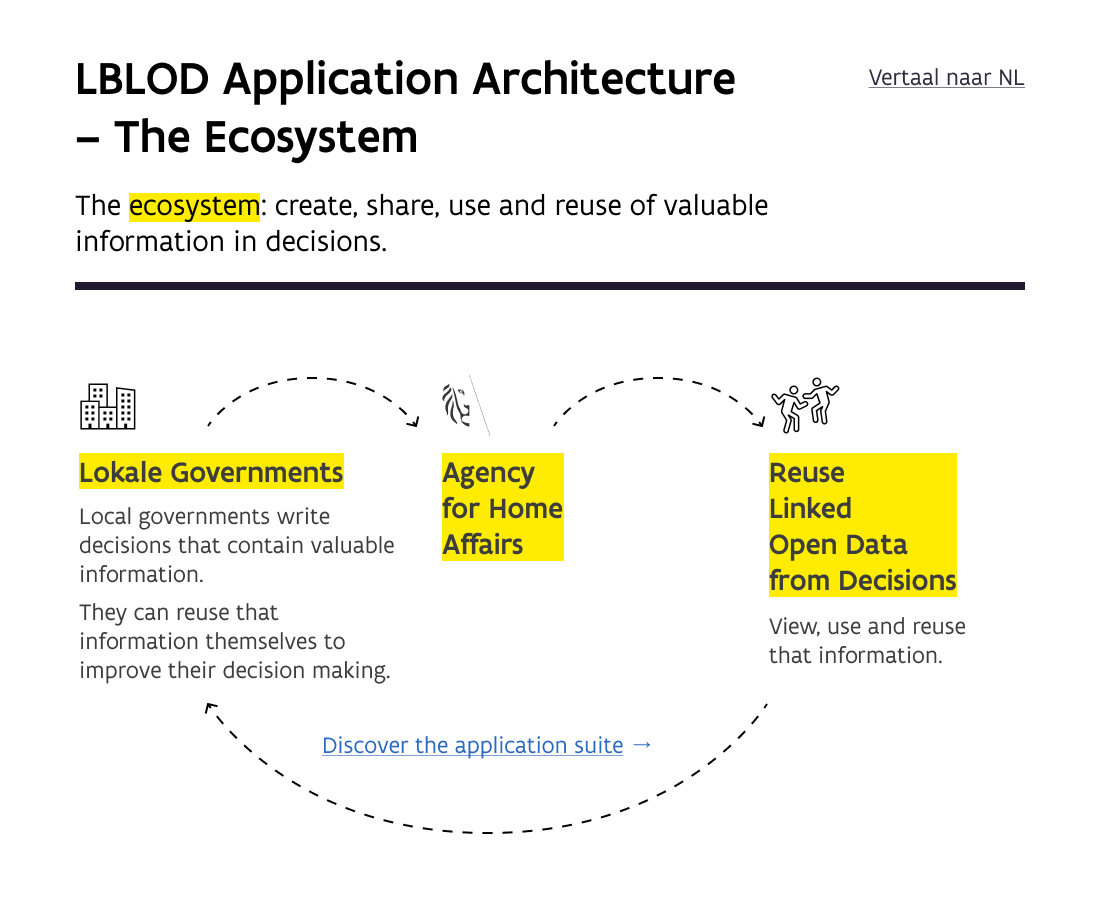 LBLOD Application Architecture
– The Ecosystem
Vertaal naar NL
The ecosystem: create, share, use and reuse of valuable
information in decisions.
Lokale Governments
Local governments write
decisions that contain valuable
information.
They can reuse that
information themselves to
improve their decision making.
Agency
for Home
Affairs
Reuse
Linked
Open Data
from Decisions
View, use and reuse
that information.
Discover the application suite →